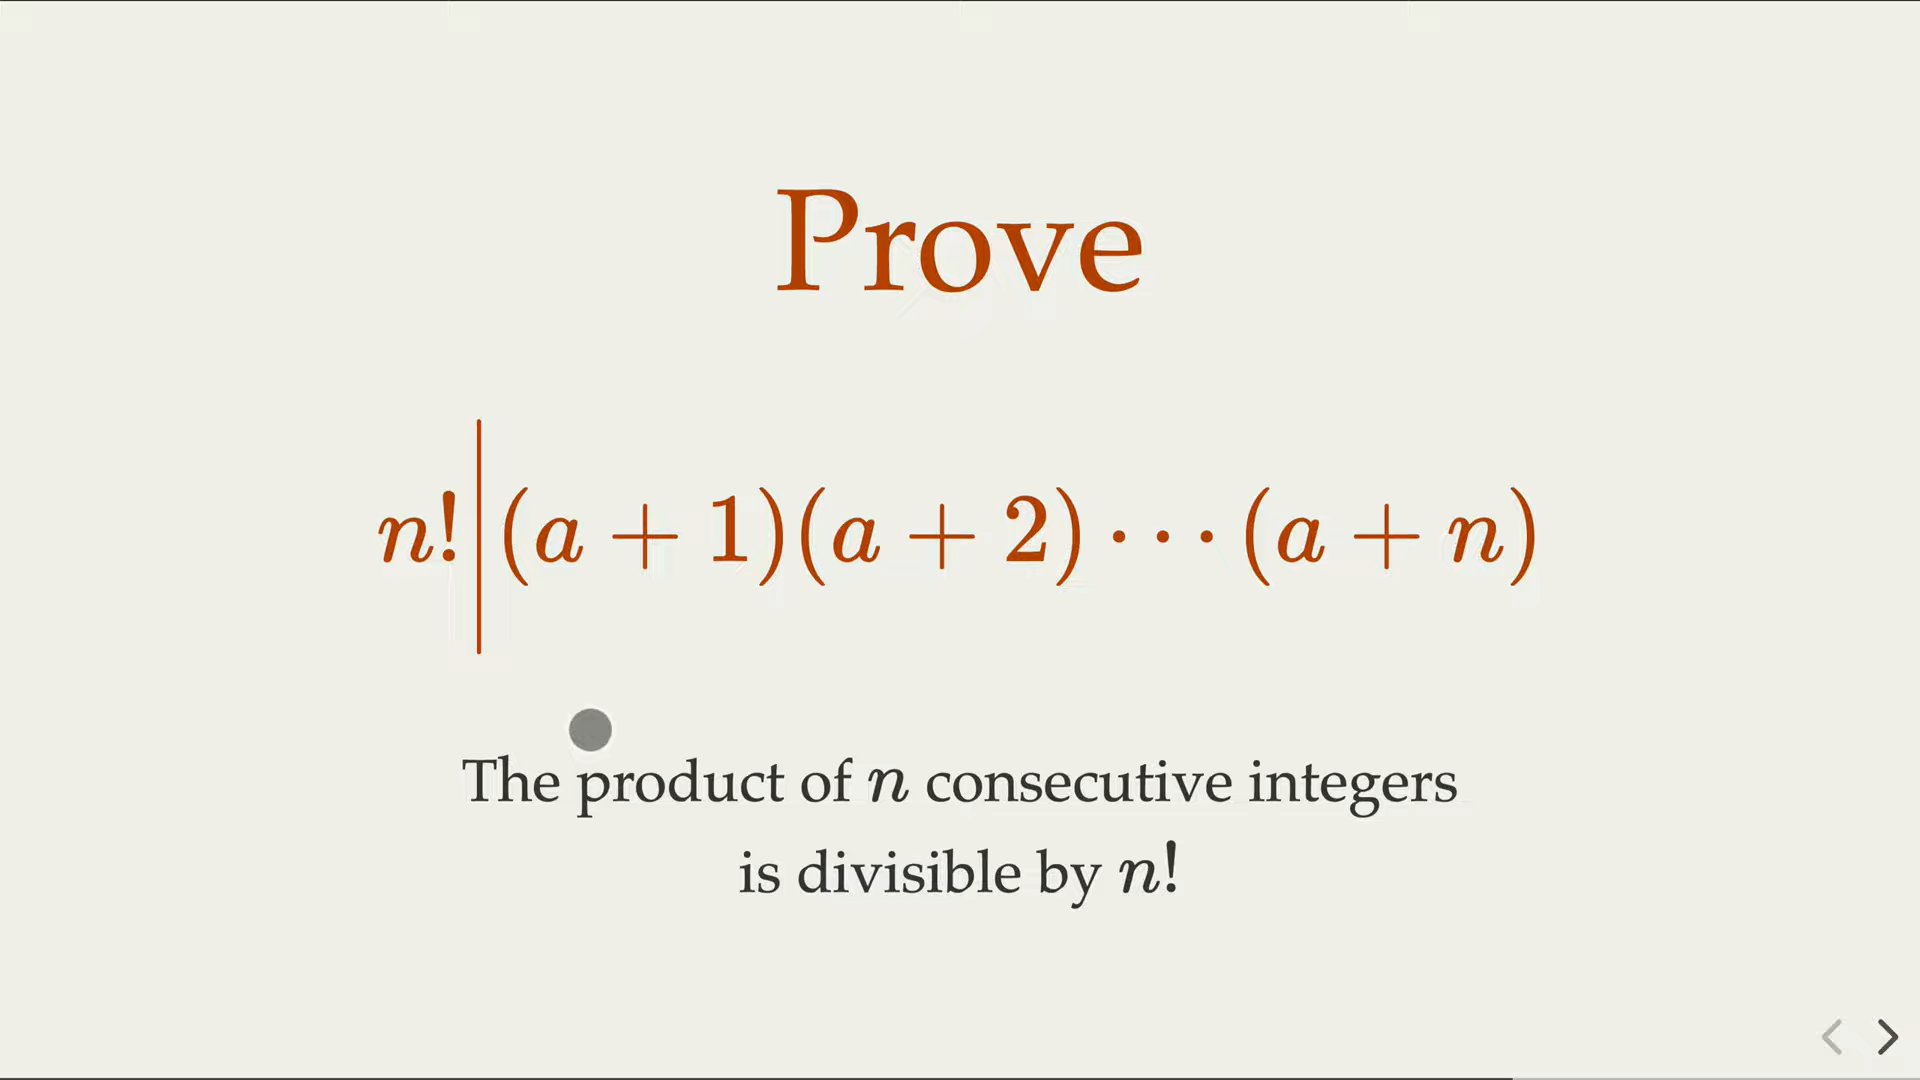 Prove
n! | (a + 1)(a + 2) ··· (a + n)
The product of n consecutive integers
is divisible by n!